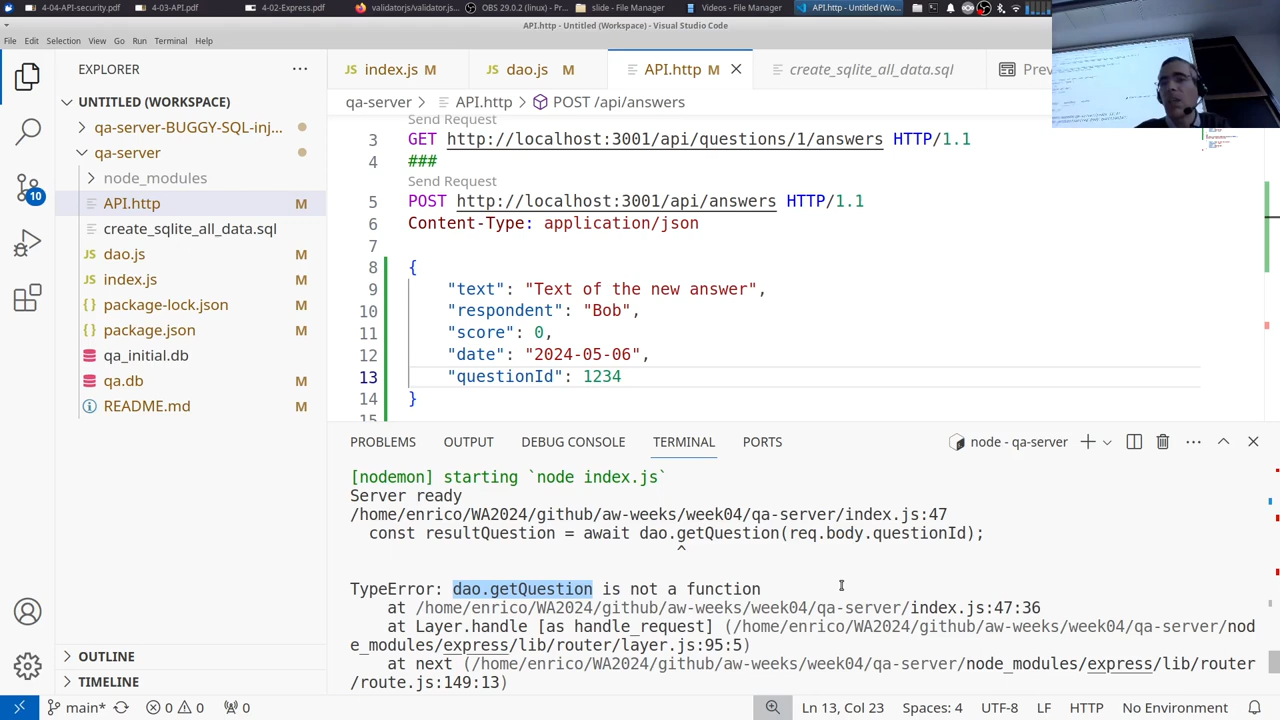 4-04-API-security.pdf
4-03-API.pdf
4-02-Express.pdf
validatorjs/validator.js...
OBS 29.0.2 (linux) - Pr...
slide - File Manager
Videos - File Manager
API.http - Untitled (Wo...
API.http - Untitled (Workspace) - Visual Studio Code
File Edit Selection View Go Run Terminal Help
EXPLORER
index.js M
dao.js M
API.http M
create_sqlite_all_data.sql
Prev
UNTITLED (WORKSPACE)
qa-server > API.http > POST /api/answers
qa-server-BUGGY-SQL-inj...
qa-server
node_modules
API.http M
create_sqlite_all_data.sql
dao.js M
index.js M
package-lock.json M
package.json M
qa_initial.db
qa.db M
README.md M
OUTLINE
TIMELINE
10
Send Request
3 GET http://localhost:3001/api/questions/1/answers HTTP/1.1
4 ###
Send Request
5 POST http://localhost:3001/api/answers HTTP/1.1
6 Content-Type: application/json
7
8 {
9 "text": "Text of the new answer",
10 "respondent": "Bob",
11 "score": 0,
12 "date": "2024-05-06",
13 "questionId": 1234
14 }
15
PROBLEMS OUTPUT DEBUG CONSOLE TERMINAL PORTS
node - qa-server
[nodemon] starting `node index.js`
Server ready
/home/enrico/WA2024/github/aw-weeks/week04/qa-server/index.js:47
const resultQuestion = await dao.getQuestion(req.body.questionId);
^
TypeError: dao.getQuestion is not a function
at /home/enrico/WA2024/github/aw-weeks/week04/qa-server/index.js:47:36
at Layer.handle [as handle_request] (/home/enrico/WA2024/github/aw-weeks/week04/qa-server/nod
e_modules/express/lib/router/layer.js:95:5)
at next (/home/enrico/WA2024/github/aw-weeks/week04/qa-server/node_modules/express/lib/router
/route.js:149:13)
main* 0 0 0
Ln 13, Col 23 Spaces: 4 UTF-8 LF HTTP No Environment